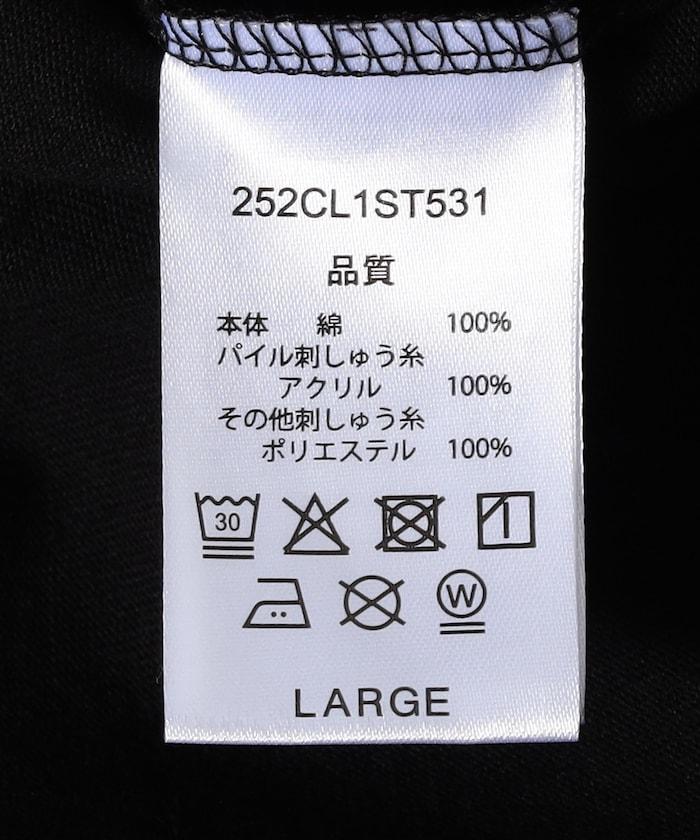 252CL1ST531
品質
本体 綿 100%
パイル刺しゅう糸
アクリル 100%
その他刺しゅう糸
ポリエステル 100%
30
W
LARGE